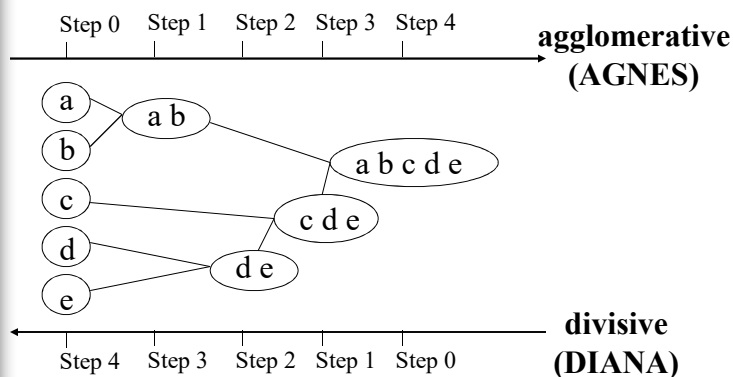 Step 0 Step 1 Step 2 Step 3 Step 4
agglomerative
(AGNES)
a
a b
b
a b c d e
c
c d e
d
d e
e
divisive
(DIANA)
Step 4 Step 3 Step 2 Step 1 Step 0